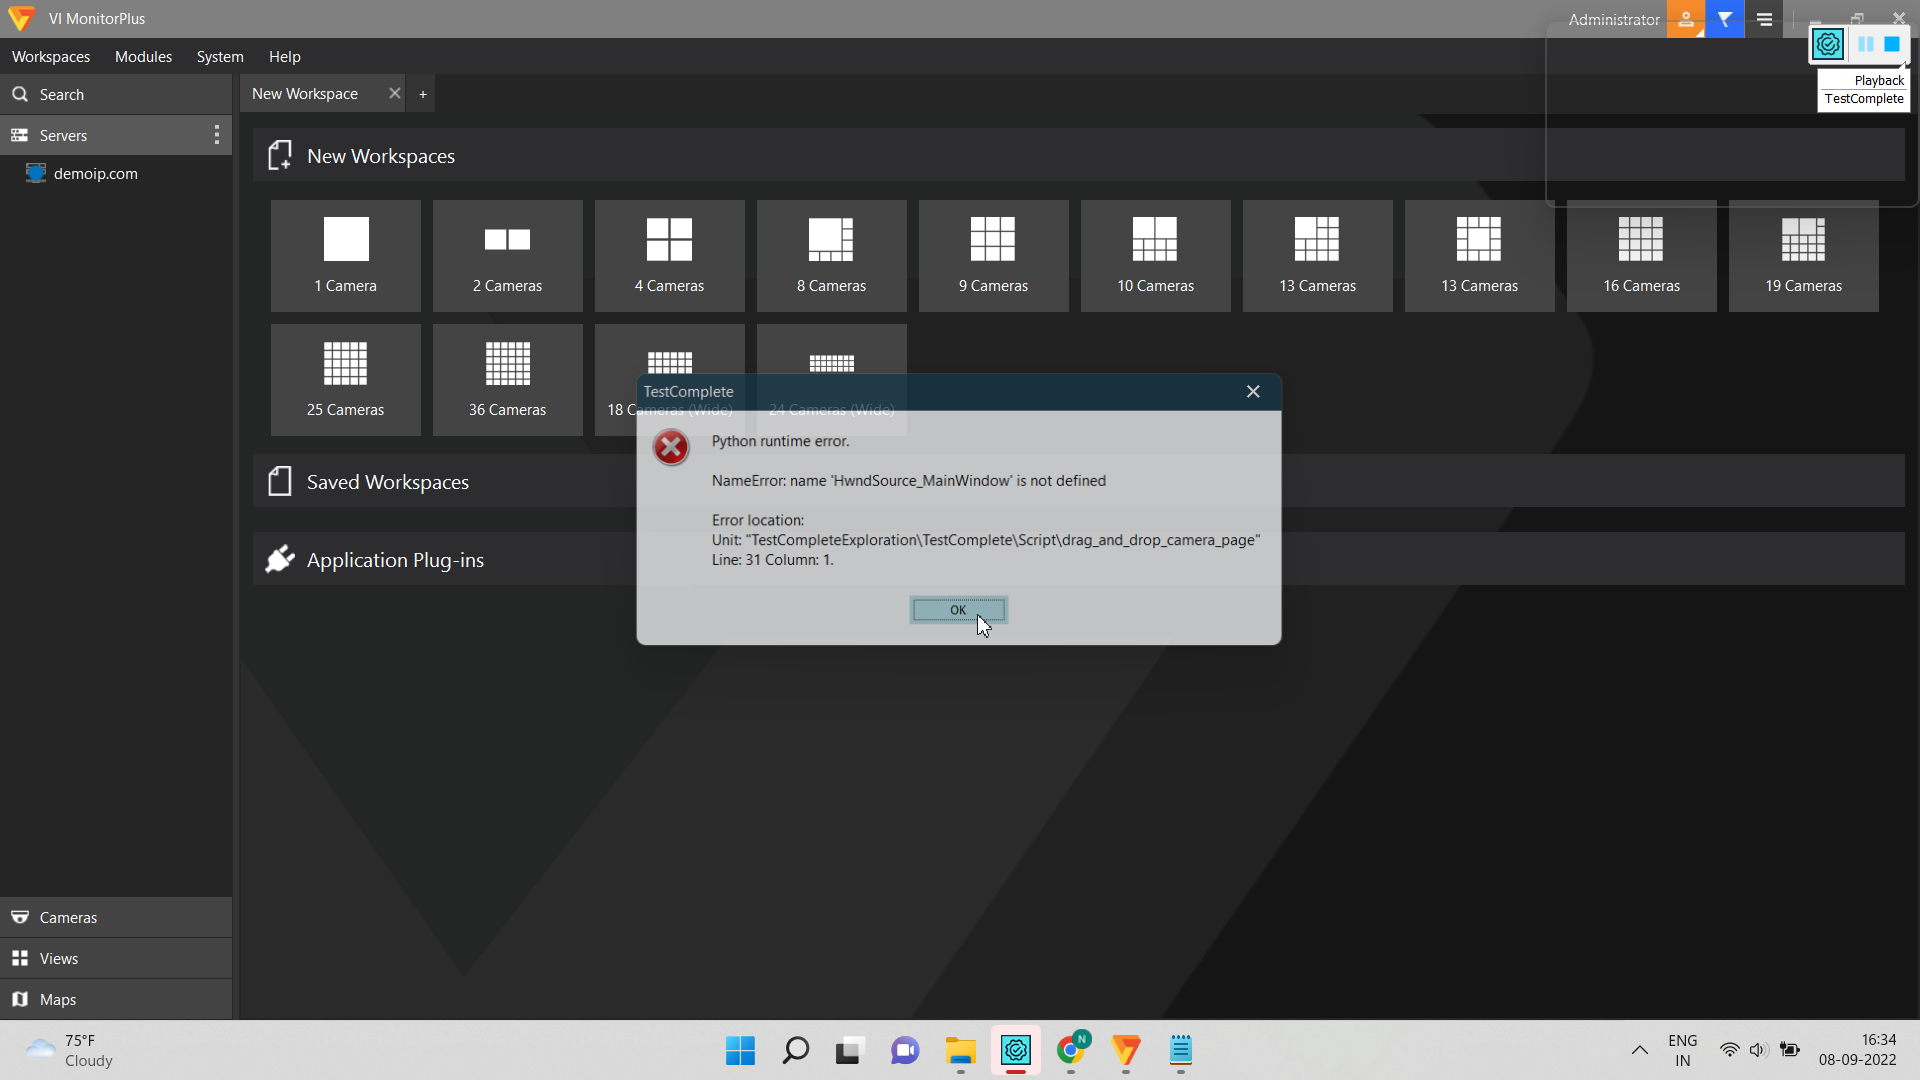 VI MonitorPlus
Administrator
Workspaces Modules System Help
Playback
TestComplete
Search
New Workspace
+
Servers
demoip.com
New Workspaces
1 Camera
2 Cameras
4 Cameras
8 Cameras
9 Cameras
10 Cameras
13 Cameras
13 Cameras
16 Cameras
19 Cameras
25 Cameras
36 Cameras
18 Cameras (Wide)
24 Cameras (Wide)
TestComplete
Python runtime error.
NameError: name 'HwndSource_MainWindow' is not defined
Error location:
Unit: "TestCompleteExploration\TestComplete\Script\drag_and_drop_camera_page"
Line: 31 Column: 1.
OK
Saved Workspaces
Application Plug-ins
Cameras
Views
Maps
75°F
Cloudy
N
ENG
IN
16:34
08-09-2022